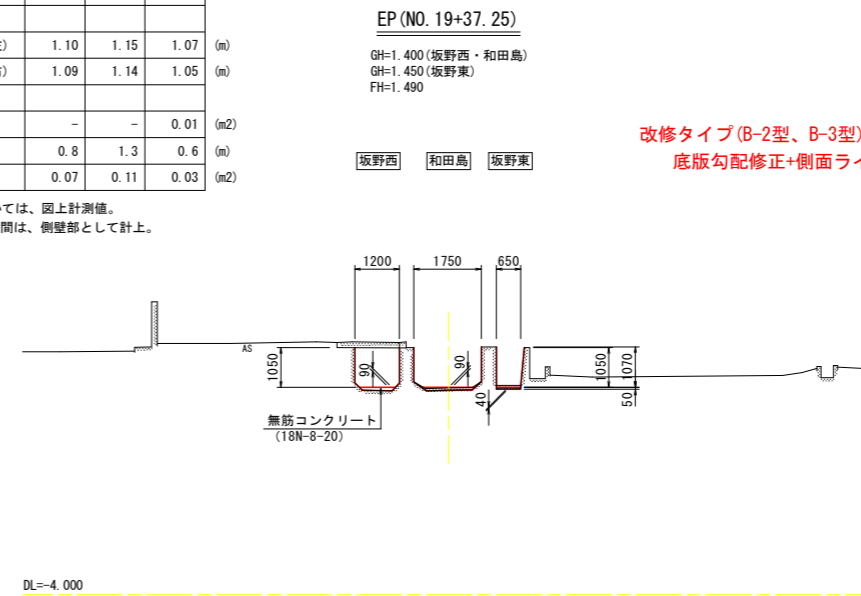 EP(NO. 19+37. 25)
GH=1. 400(坂野西・和田島)
GH=1. 450(坂野東)
FH=1. 490
1. 10 1. 15 1. 07 (m)
1. 09 1. 14 1. 05 (m)
- - 0. 01 (m2)
0. 8 1. 3 0. 6 (m)
0. 07 0. 11 0. 03 (m2)
ては、図上計測値。
間は、側壁部として計上。
坂野西 和田島 坂野東
改修タイプ(B-2型、B-3型)
底版勾配修正+側面ライ
1200 1750 650
AS
1050 90 90 1050 1070
40 50
無筋コンクリート
(18N-8-20)
DL=-4. 000